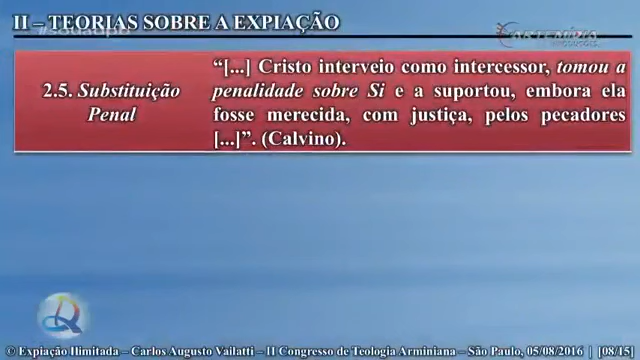 II – TEORIAS SOBRE A EXPIAÇÃO
ARTEMÍDIA
PRODUÇÕES
2.5. Substituição
Penal
“[...] Cristo interveio como intercessor, tomou a
penalidade sobre Si e a suportou, embora ela
fosse merecida, com justiça, pelos pecadores
[...]”. (Calvino).
© Expiação Ilimitada – Carlos Augusto Vailatti – II Congresso de Teologia Arminiana – São Paulo, 05/08/2016 | [08/15]